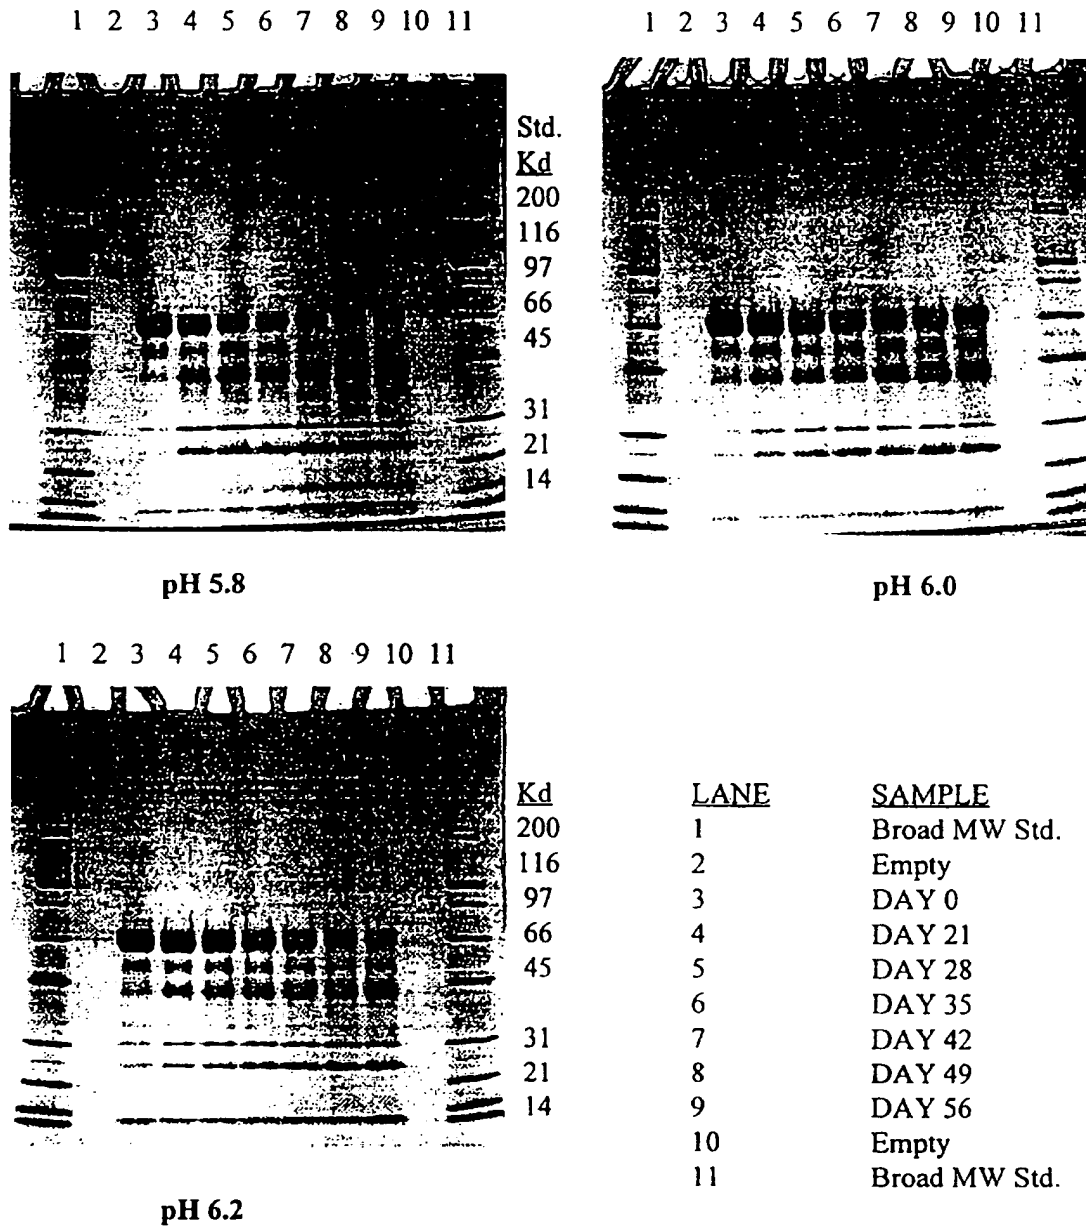 1 2 3 4 5 6 7 8 9 10 11
Std.
Kd
200
116
97
66
45
31
21
14
pH 5.8
1 2 3 4 5 6 7 8 9 10 11
pH 6.0
1 2 3 4 5 6 7 8 9 10 11
Kd
200
116
97
66
45
31
21
14
pH 6.2
LANE SAMPLE
1 Broad MW Std.
2 Empty
3 DAY 0
4 DAY 21
5 DAY 28
6 DAY 35
7 DAY 42
8 DAY 49
9 DAY 56
10 Empty
11 Broad MW Std.